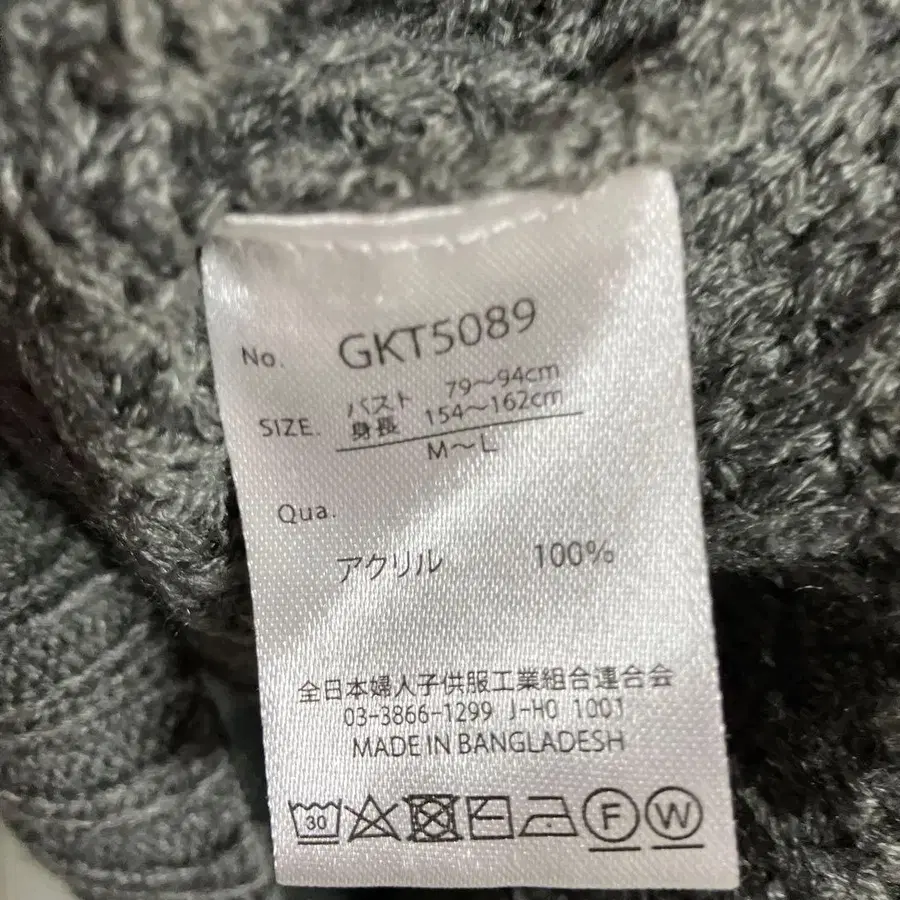 No. GKT5089
SIZE. バスト 79～94cm
身長 154～162cm
M～L
Qua.
アクリル 100%
全日本婦人子供服工業組合連合会
03-3866-1299 J-HO 1001
MADE IN BANGLADESH
30 F W